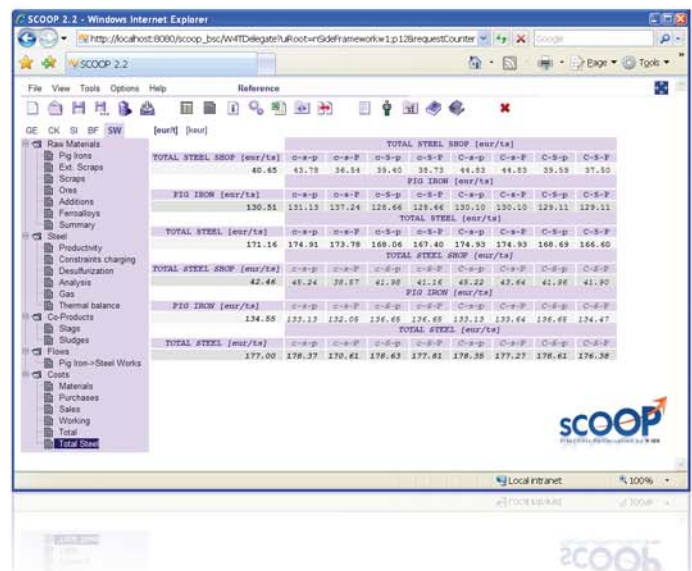 SCOOP 2.2 - Windows Internet Explorer
http://localhost:8080/scoop_bsc/W4TDelegate?uiRoot=nSideFramework.w1;p12&requestCounter
Google
SCOOP 2.2
Page Tools
File View Tools Options Help Reference
GE CK SI BF SW [eur/t] [keur]
Raw Materials
Pig Irons
Ext. Scraps
Scraps
Ores
Additions
Ferroalloys
Summary
Steel
Productivity
Constraints charging
Desulfurization
Analysis
Gas
Thermal balance
Co-Products
Slags
Sludges
Flows
Pig Iron->Steel Works
Costs
Materials
Purchases
Sales
Working
Total
Total Steel
TOTAL STEEL SHOP [eur/ts]
TOTAL STEEL SHOP [eur/ts] c-s-p c-s-P c-S-p c-S-P C-s-p C-s-P C-S-p C-S-P
40.65 43.78 36.54 39.40 38.73 44.83 44.83 39.58 37.50
PIG IRON [eur/ts]
PIG IRON [eur/ts] c-s-p c-s-P c-S-p c-S-P C-s-p C-s-P C-S-p C-S-P
130.51 131.13 137.24 128.66 128.66 130.10 130.10 129.11 129.11
TOTAL STEEL [eur/ts]
TOTAL STEEL [eur/ts] c-s-p c-s-P c-S-p c-S-P C-s-p C-s-P C-S-p C-S-P
171.16 174.91 173.78 168.06 167.40 174.93 174.93 168.69 166.60
TOTAL STEEL SHOP [eur/ts]
TOTAL STEEL SHOP [eur/ts] c-s-p c-s-P c-S-p c-S-P C-s-p C-s-P C-S-p C-S-P
42.46 45.24 38.57 41.98 41.16 45.22 43.64 41.96 41.90
PIG IRON [eur/ts]
PIG IRON [eur/ts] c-s-p c-s-P c-S-p c-S-P C-s-p C-s-P C-S-p C-S-P
134.55 133.13 132.05 136.65 136.65 133.13 133.64 136.65 134.47
TOTAL STEEL [eur/ts]
TOTAL STEEL [eur/ts] c-s-p c-s-P c-S-p c-S-P C-s-p C-s-P C-S-p C-S-P
177.00 178.37 170.61 178.63 177.81 178.35 177.27 178.61 176.38
SCOOP
Local intranet 100%